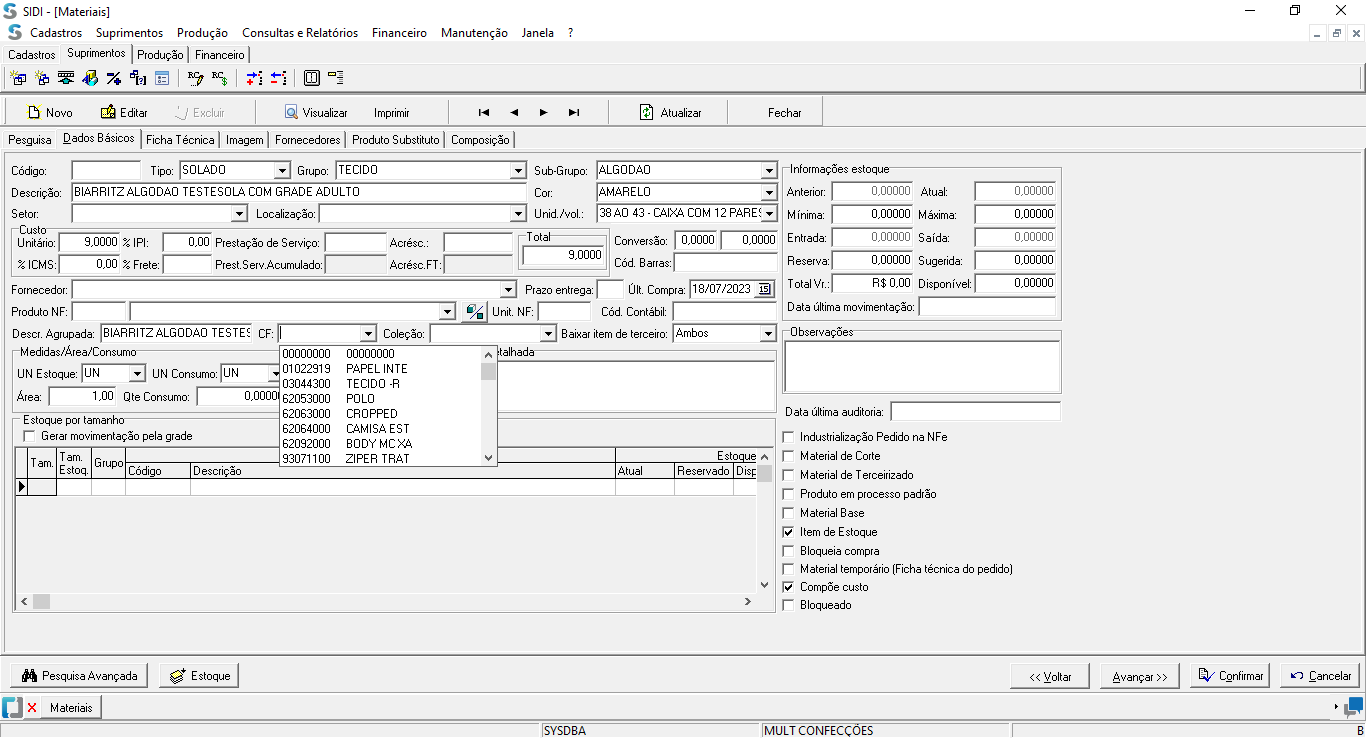 SIDI - [Materiais]
Cadastros Suprimentos Produção Consultas e Relatórios Financeiro Manutenção Janela ?
Cadastros Suprimentos Produção Financeiro
Novo Editar Excluir Visualizar Imprimir Atualizar Fechar
Pesquisa Dados Básicos Ficha Técnica Imagem Fornecedores Produto Substituto Composição
Código: Tipo: SOLADO Grupo: TECIDO Sub-Grupo: ALGODAO
Descrição: BIARRITZ ALGODAO TESTESOLA COM GRADE ADULTO Cor: AMARELO
Setor: Localização: Unid./vol.: 38 AO 43 - CAIXA COM 12 PARES
Custo
Unitário: 9,0000 % IPI: 0,00 Prestação de Serviço: Acrésc.: Total 9,0000 Conversão: 0,0000 0,0000
% ICMS: 0,00 % Frete: Prest.Serv.Acumulado: Acrésc.FT: Cód. Barras:
Fornecedor: Prazo entrega: Últ. Compra: 18/07/2023 15
Produto NF: Unit. NF: Cód. Contábil:
Descr. Agrupada: BIARRITZ ALGODAO TESTES CF: Coleção: Baixar item de terceiro: Ambos
00000000 00000000
01022919 PAPEL INTE
03044300 TECIDO -R
62053000 POLO
62063000 CROPPED
62064000 CAMISA EST
62092000 BODY MC XA
93071100 ZIPER TRAT
Medidas/Área/Consumo
UN Estoque: UN UN Consumo: UN
Área: 1,00 Qte Consumo: 0,0000
etalhada
Estoque por tamanho
Gerar movimentação pela grade
Tam. Tam. Estoq. Grupo Código Descrição Estoque Atual Reservado Disp
Informações estoque
Anterior: 0,00000 Atual: 0,00000
Mínima: 0,00000 Máxima: 0,00000
Entrada: 0,00000 Saída: 0,00000
Reserva: 0,00000 Sugerida: 0,00000
Total Vr.: R$ 0,00 Disponível: 0,00000
Data última movimentação:
Observações
Data última auditoria:
Industrialização Pedido na NFe
Material de Corte
Material de Terceirizado
Produto em processo padrão
Material Base
Item de Estoque
Bloqueia compra
Material temporário (Ficha técnica do pedido)
Compõe custo
Bloqueado
Pesquisa Avançada Estoque << Voltar Avançar >> Confirmar Cancelar
Materiais
SYSDBA MULT CONFECÇÕES B